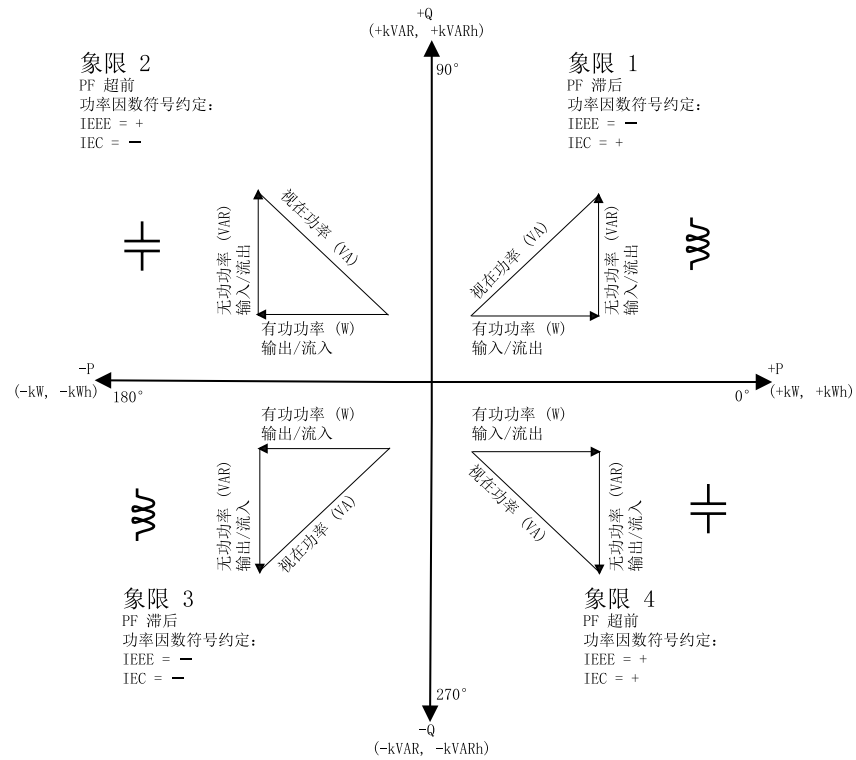 +Q
(+kVAR, +kVARh)
90°
象限 2
PF 超前
功率因数符号约定:
IEEE = +
IEC = −
象限 1
PF 滞后
功率因数符号约定:
IEEE = −
IEC = +
视在功率 (VA)
无功功率 (VAR)
输入/流出
有功功率 (W)
输出/流入
视在功率 (VA)
无功功率 (VAR)
输入/流出
有功功率 (W)
输入/流出
-P
(-kW, -kWh)
180°
+P
(+kW, +kWh)
0°
有功功率 (W)
输出/流入
无功功率 (VAR)
输出/流入
视在功率 (VA)
有功功率 (W)
输入/流出
视在功率 (VA)
无功功率 (VAR)
输出/流入
象限 3
PF 滞后
功率因数符号约定:
IEEE = −
IEC = −
象限 4
PF 超前
功率因数符号约定:
IEEE = +
IEC = +
270°
-Q
(-kVAR, -kVARh)